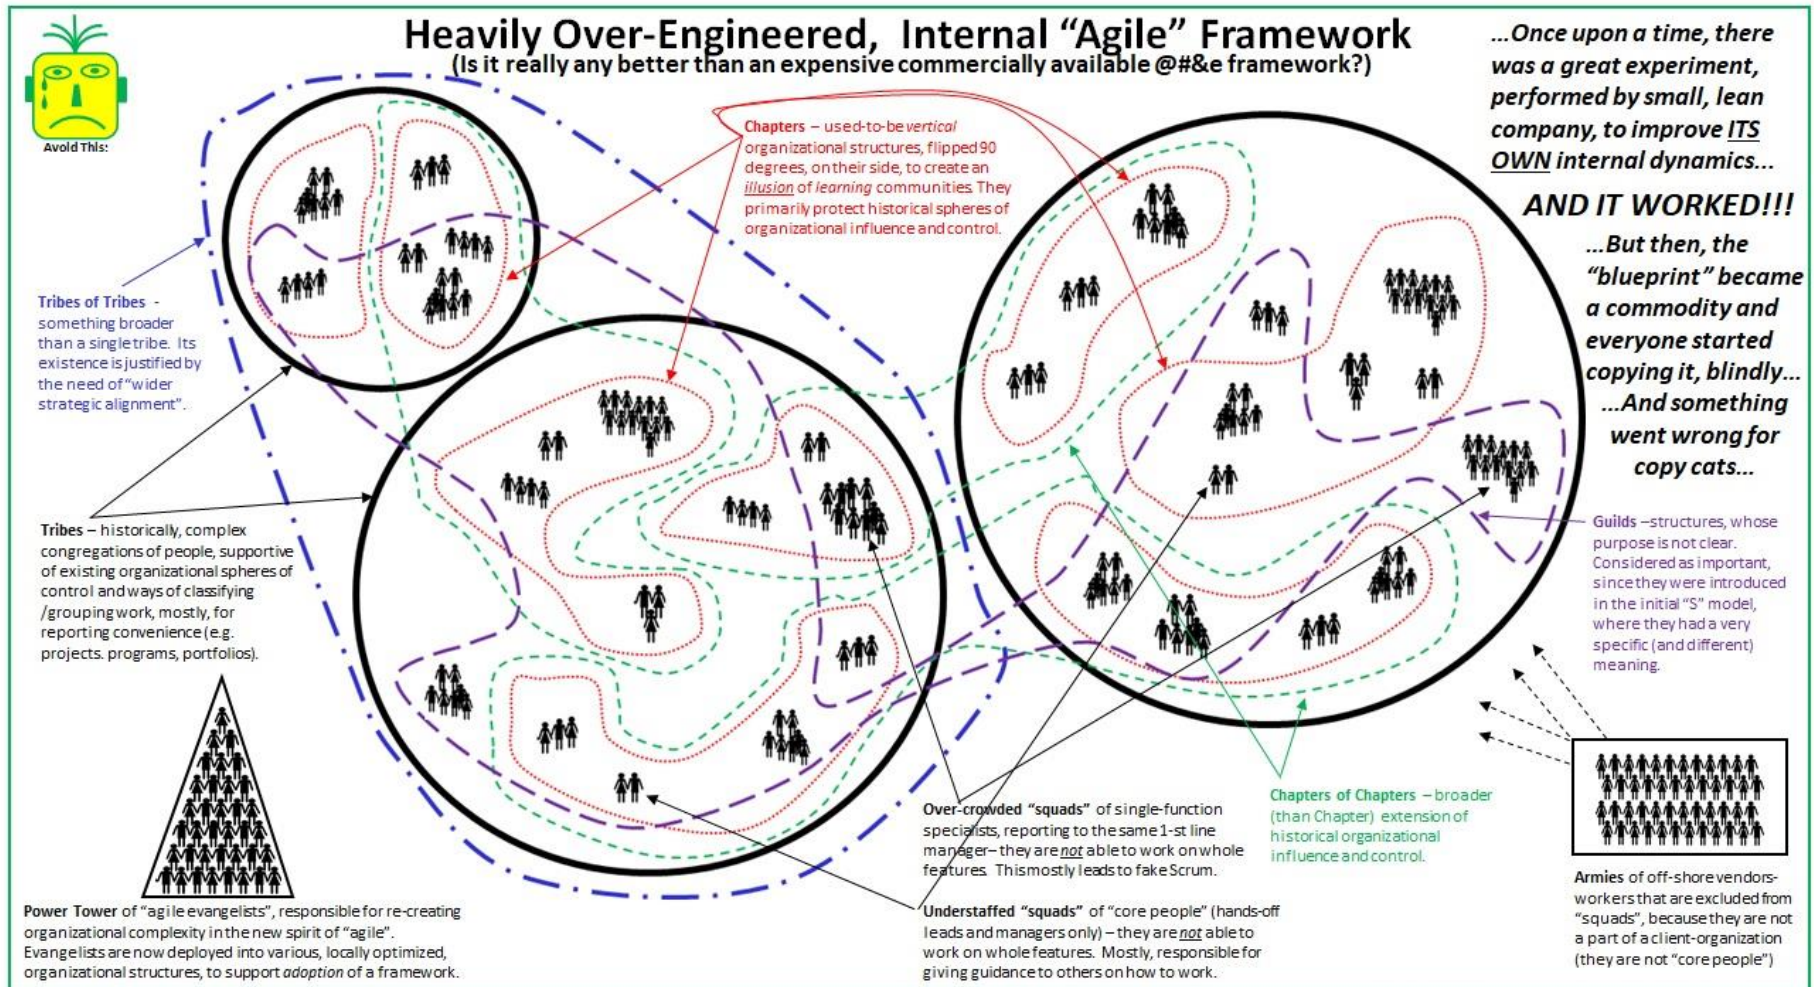 Heavily Over-Engineered, Internal “Agile” Framework
(Is it really any better than an expensive commercially available @#&e framework?)
Avoid This:
...Once upon a time, there
was a great experiment,
performed by small, lean
company, to improve ITS
OWN internal dynamics...
AND IT WORKED!!!
...But then, the
“blueprint” became
a commodity and
everyone started
copying it, blindly...
...And something
went wrong for
copy cats...
Chapters – used-to-be vertical
organizational structures, flipped 90
degrees, on their side, to create an
illusion of learning communities. They
primarily protect historical spheres of
organizational influence and control.
Tribes of Tribes -
something broader
than a single tribe. Its
existence is justified by
the need of “wider
strategic alignment”.
Tribes – historically, complex
congregations of people, supportive
of existing organizational spheres of
control and ways of classifying
/grouping work, mostly, for
reporting convenience (e.g.
projects. programs, portfolios).
Guilds –structures, whose
purpose is not clear.
Considered as important,
since they were introduced
in the initial “S” model,
where they had a very
specific (and different)
meaning.
Power Tower of “agile evangelists”, responsible for re-creating
organizational complexity in the new spirit of “agile”.
Evangelists are now deployed into various, locally optimized,
organizational structures, to support adoption of a framework.
Over-crowded “squads” of single-function
specialists, reporting to the same 1-st line
manager– they are not able to work on whole
features. This mostly leads to fake Scrum.
Understaffed “squads” of “core people” (hands-off
leads and managers only) – they are not able to
work on whole features. Mostly, responsible for
giving guidance to others on how to work.
Chapters of Chapters – broader
(than Chapter) extension of
historical organizational
influence and control.
Armies of off-shore vendors-
workers that are excluded from
“squads”, because they are not
a part of a client-organization
(they are not “core people”)